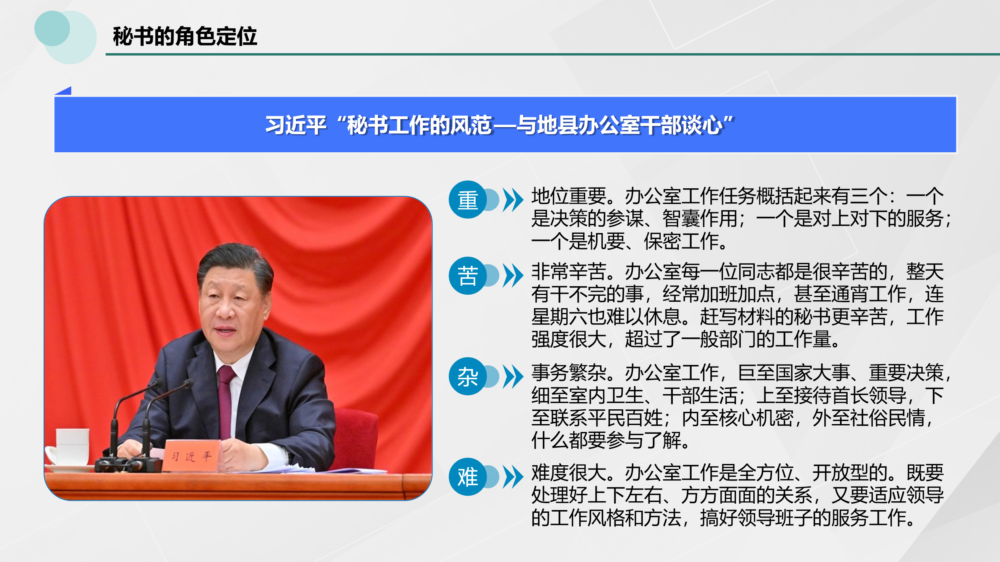 秘书的角色定位
习近平“秘书工作的风范——与地县办公室干部谈心”
习近平
重
地位重要。办公室工作任务概括起来有三个：一个
是决策的参谋、智囊作用；一个是对上对下的服务；
一个是机要、保密工作。
苦
非常辛苦。办公室每一位同志都是很辛苦的，整天
有干不完的事，经常加班加点，甚至通宵工作，连
星期六也难以休息。赶写材料的秘书更辛苦，工作
强度很大，超过了一般部门的工作量。
杂
事务繁杂。办公室工作，巨至国家大事、重要决策，
细至室内卫生、干部生活；上至接待首长领导，下
至联系平民百姓；内至核心机密，外至社俗民情，
什么都要参与了解。
难
难度很大。办公室工作是全方位、开放型的。既要
处理好上下左右、方方面面的关系，又要适应领导
的工作风格和方法，搞好领导班子的服务工作。